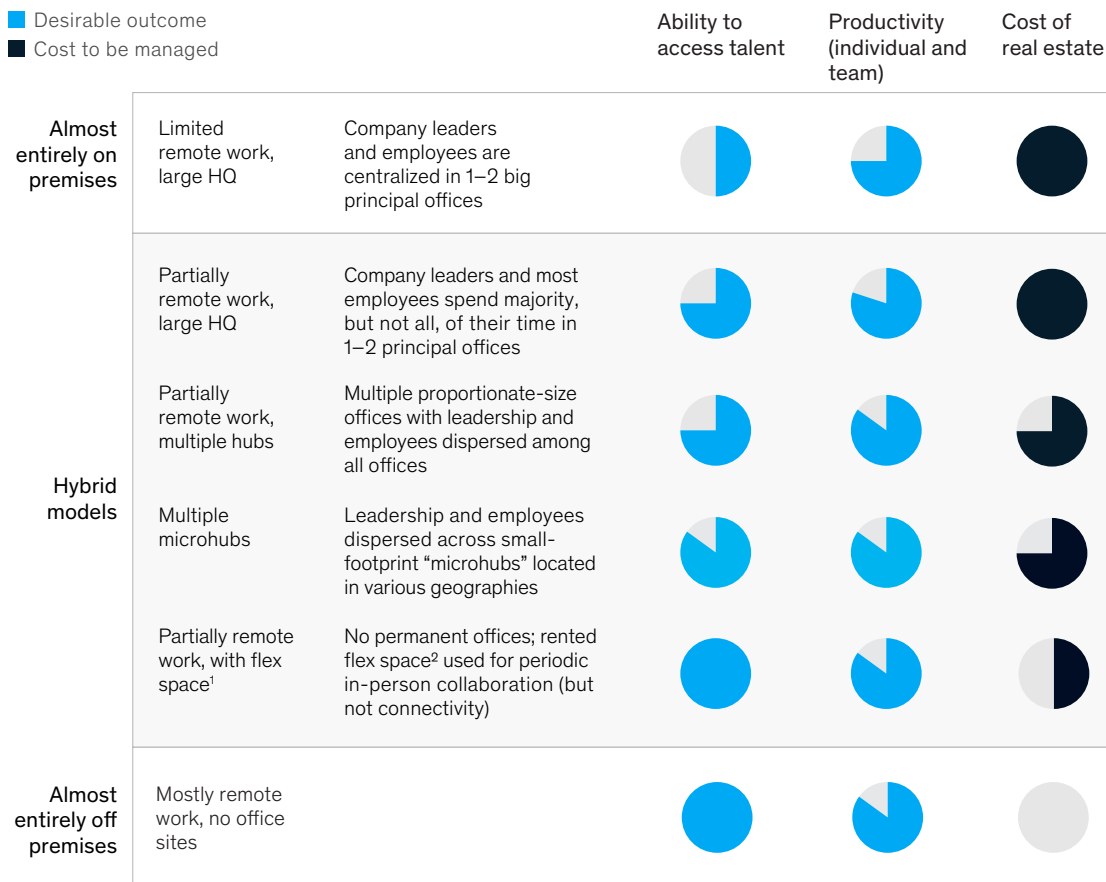 Desirable outcome
Cost to be managed
Ability to
access talent
Productivity
(individual and
team)
Cost of
real estate
Almost
entirely on
premises
Limited
remote work,
large HQ
Company leaders
and employees are
centralized in 1–2 big
principal offices
Hybrid
models
Partially
remote work,
large HQ
Company leaders and most
employees spend majority,
but not all, of their time in
1–2 principal offices
Partially
remote work,
multiple hubs
Multiple proportionate-size
offices with leadership and
employees dispersed among
all offices
Multiple
microhubs
Leadership and employees
dispersed across small-
footprint “microhubs” located
in various geographies
Partially remote
work, with flex
space¹
No permanent offices; rented
flex space² used for periodic
in-person collaboration (but
not connectivity)
Almost
entirely off
premises
Mostly remote
work, no office
sites